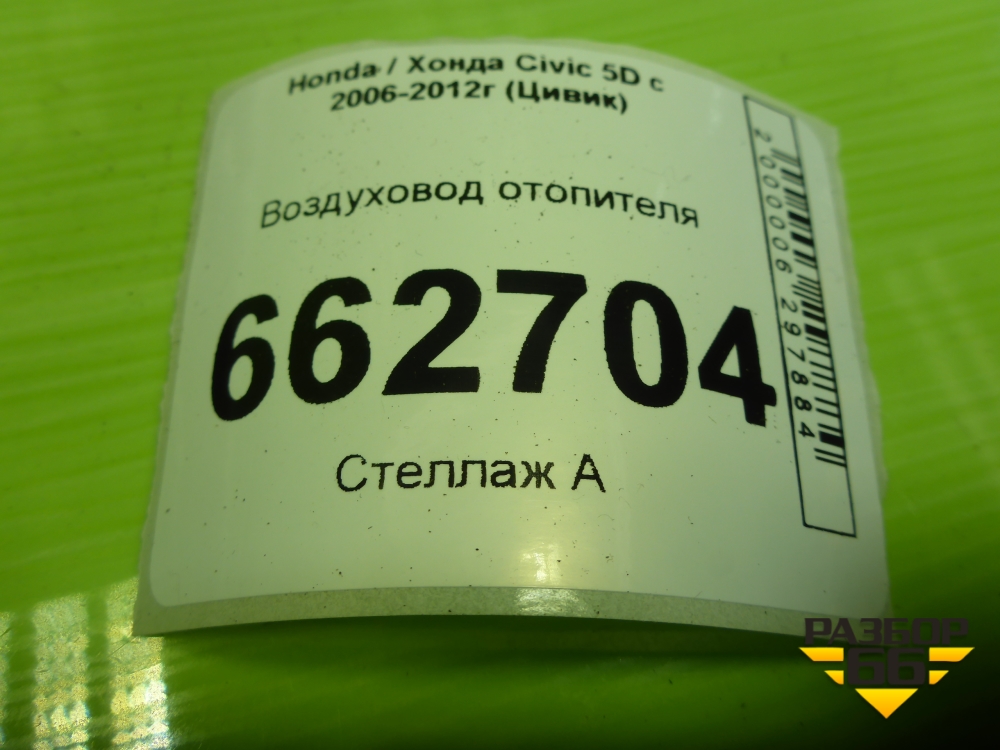 Honda / Хонда Civic 5D с
2006-2012г (Цивик)
Воздуховод отопителя
662704
Стеллаж А
2000006297884
РАЗБОР
66